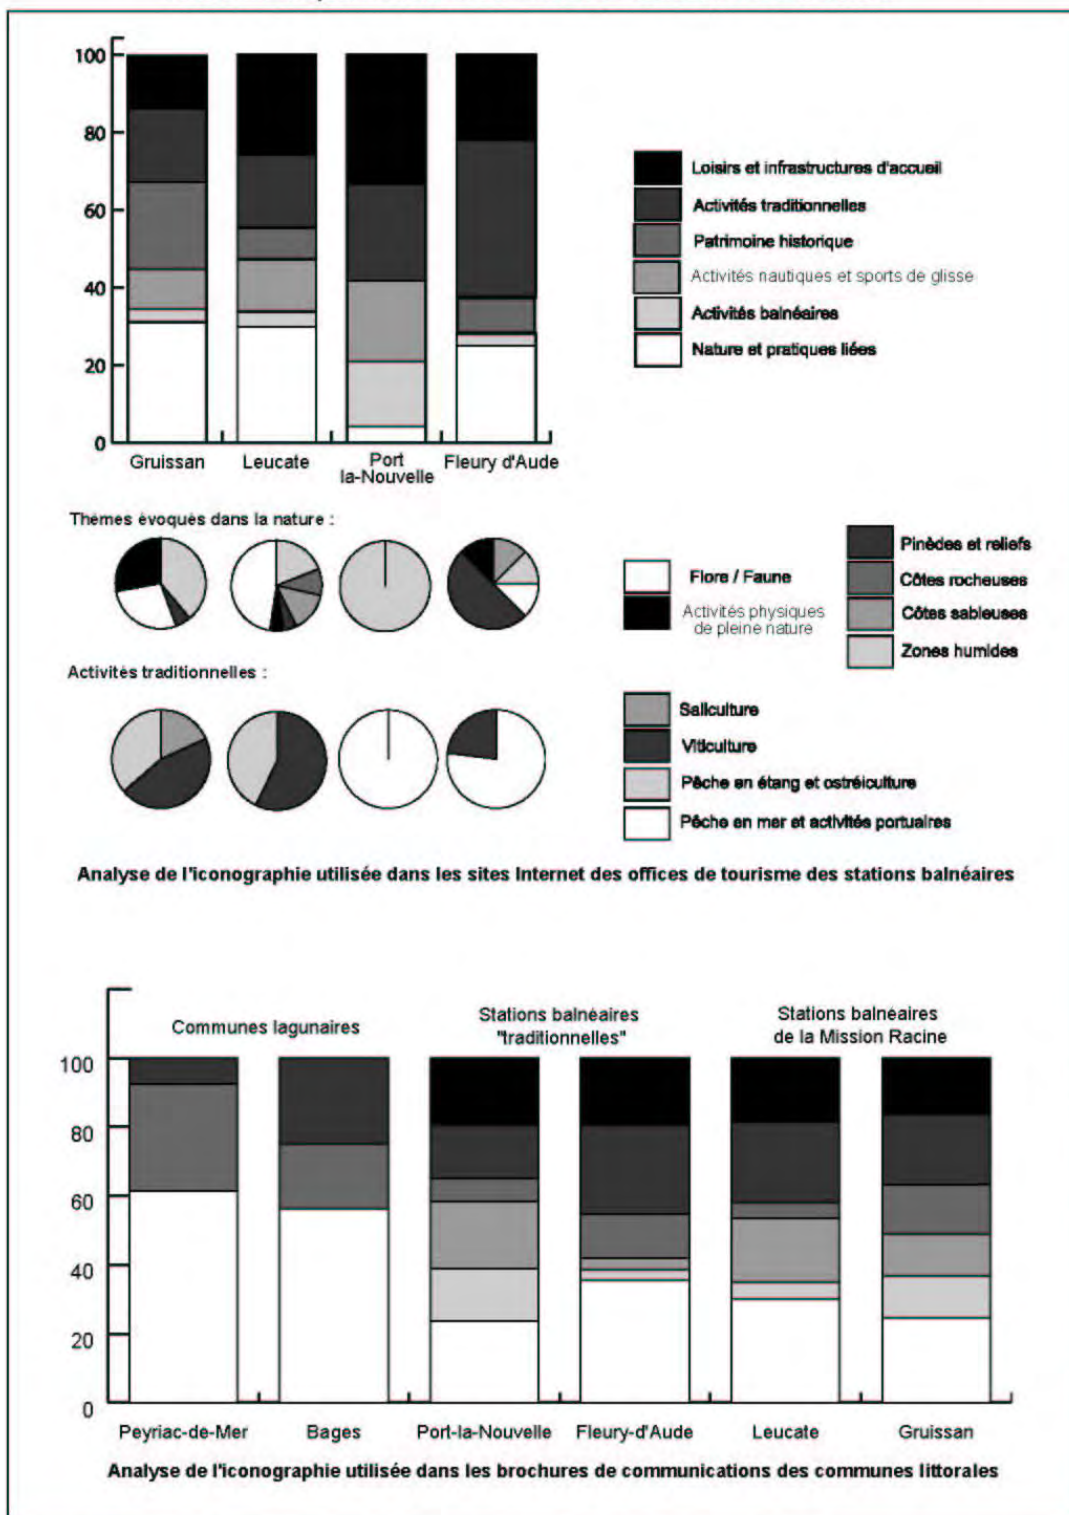 100
80
60
40
20
0
Gruissan
Leucate
Port
la-Nouvelle
Fleury d'Aude
Loisirs et infrastructures d'accueil
Activités traditionnelles
Patrimoine historique
Activités nautiques et sports de glisse
Activités balnéaires
Nature et pratiques liées
Thèmes évoqués dans la nature :
Flore / Faune
Activités physiques
de pleine nature
Pinèdes et reliefs
Côtes rocheuses
Côtes sableuses
Zones humides
Activités traditionnelles :
Saliculture
Viticulture
Pêche en étang et ostréiculture
Pêche en mer et activités portuaires
Analyse de l'iconographie utilisée dans les sites Internet des offices de tourisme des stations balnéaires
Communes lagunaires
Stations balnéaires
"traditionnelles"
Stations balnéaires
de la Mission Racine
100
80
60
40
20
0
Peyriac-de-Mer
Bages
Port-la-Nouvelle
Fleury-d'Aude
Leucate
Gruissan
Analyse de l'iconographie utilisée dans les brochures de communications des communes littorales